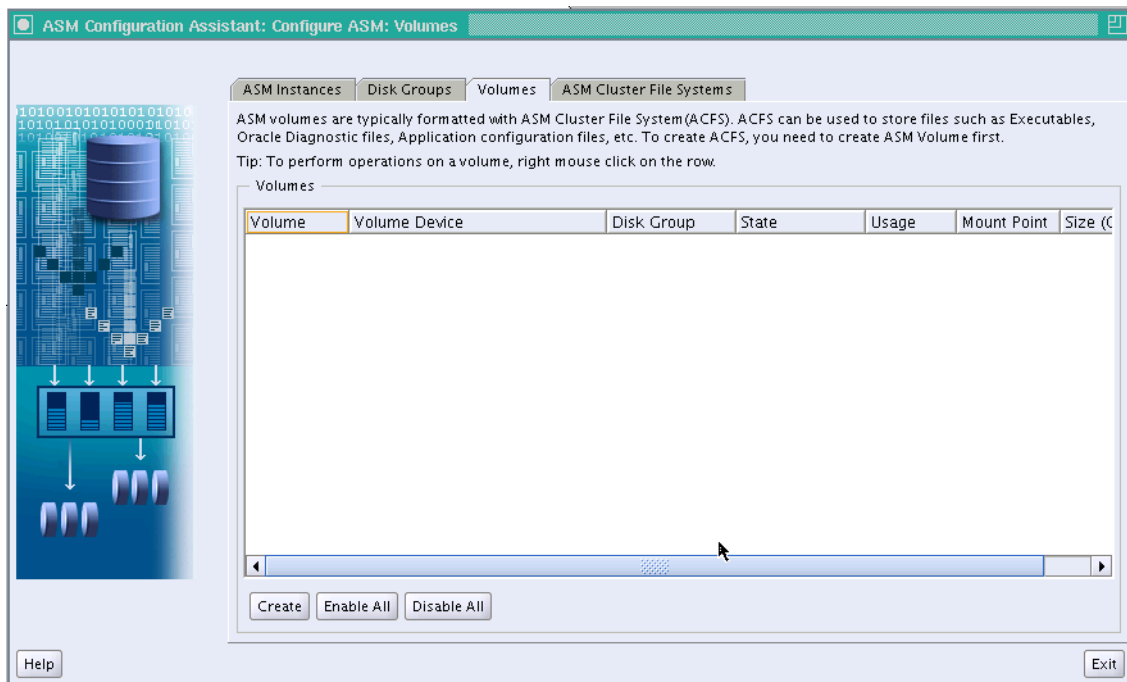 ASM Configuration Assistant: Configure ASM: Volumes
ASM Instances Disk Groups Volumes ASM Cluster File Systems
ASM volumes are typically formatted with ASM Cluster File System (ACFS). ACFS can be used to store files such as Executables,
Oracle Diagnostic files, Application configuration files, etc. To create ACFS, you need to create ASM Volume first.
Tip: To perform operations on a volume, right mouse click on the row.
Volumes
Volume Volume Device Disk Group State Usage Mount Point Size (
Create Enable All Disable All
Help Exit